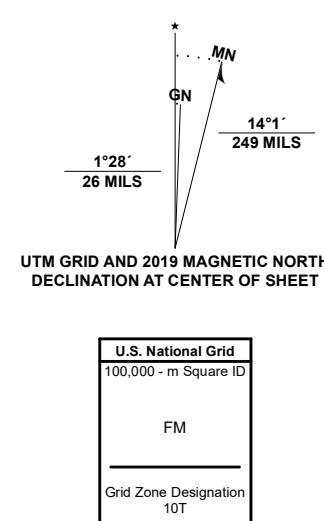 ★
MN
GN
1°28´
26 MILS
14°1´
249 MILS
UTM GRID AND 2019 MAGNETIC NORTH
DECLINATION AT CENTER OF SHEET
U.S. National Grid
100,000 - m Square ID
FM
Grid Zone Designation
10T